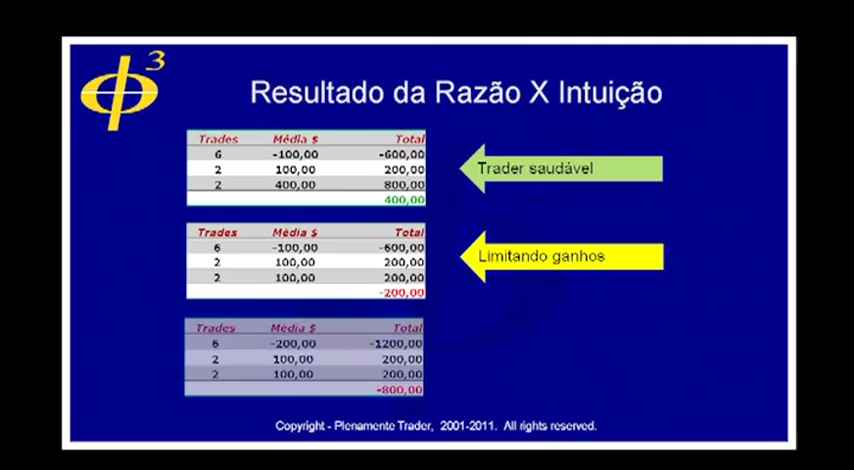 3
Resultado da Razão X Intuição
Trades Média $ Total
6 -100,00 -600,00
2 100,00 200,00
2 400,00 800,00
400,00
Trader saudável
Trades Média $ Total
6 -100,00 -600,00
2 100,00 200,00
2 100,00 200,00
-200,00
Limitando ganhos
Trades Média $ Total
6 -200,00 -1200,00
2 100,00 200,00
2 100,00 200,00
-800,00
Copyright - Plenamente Trader, 2001-2011. All rights reserved.